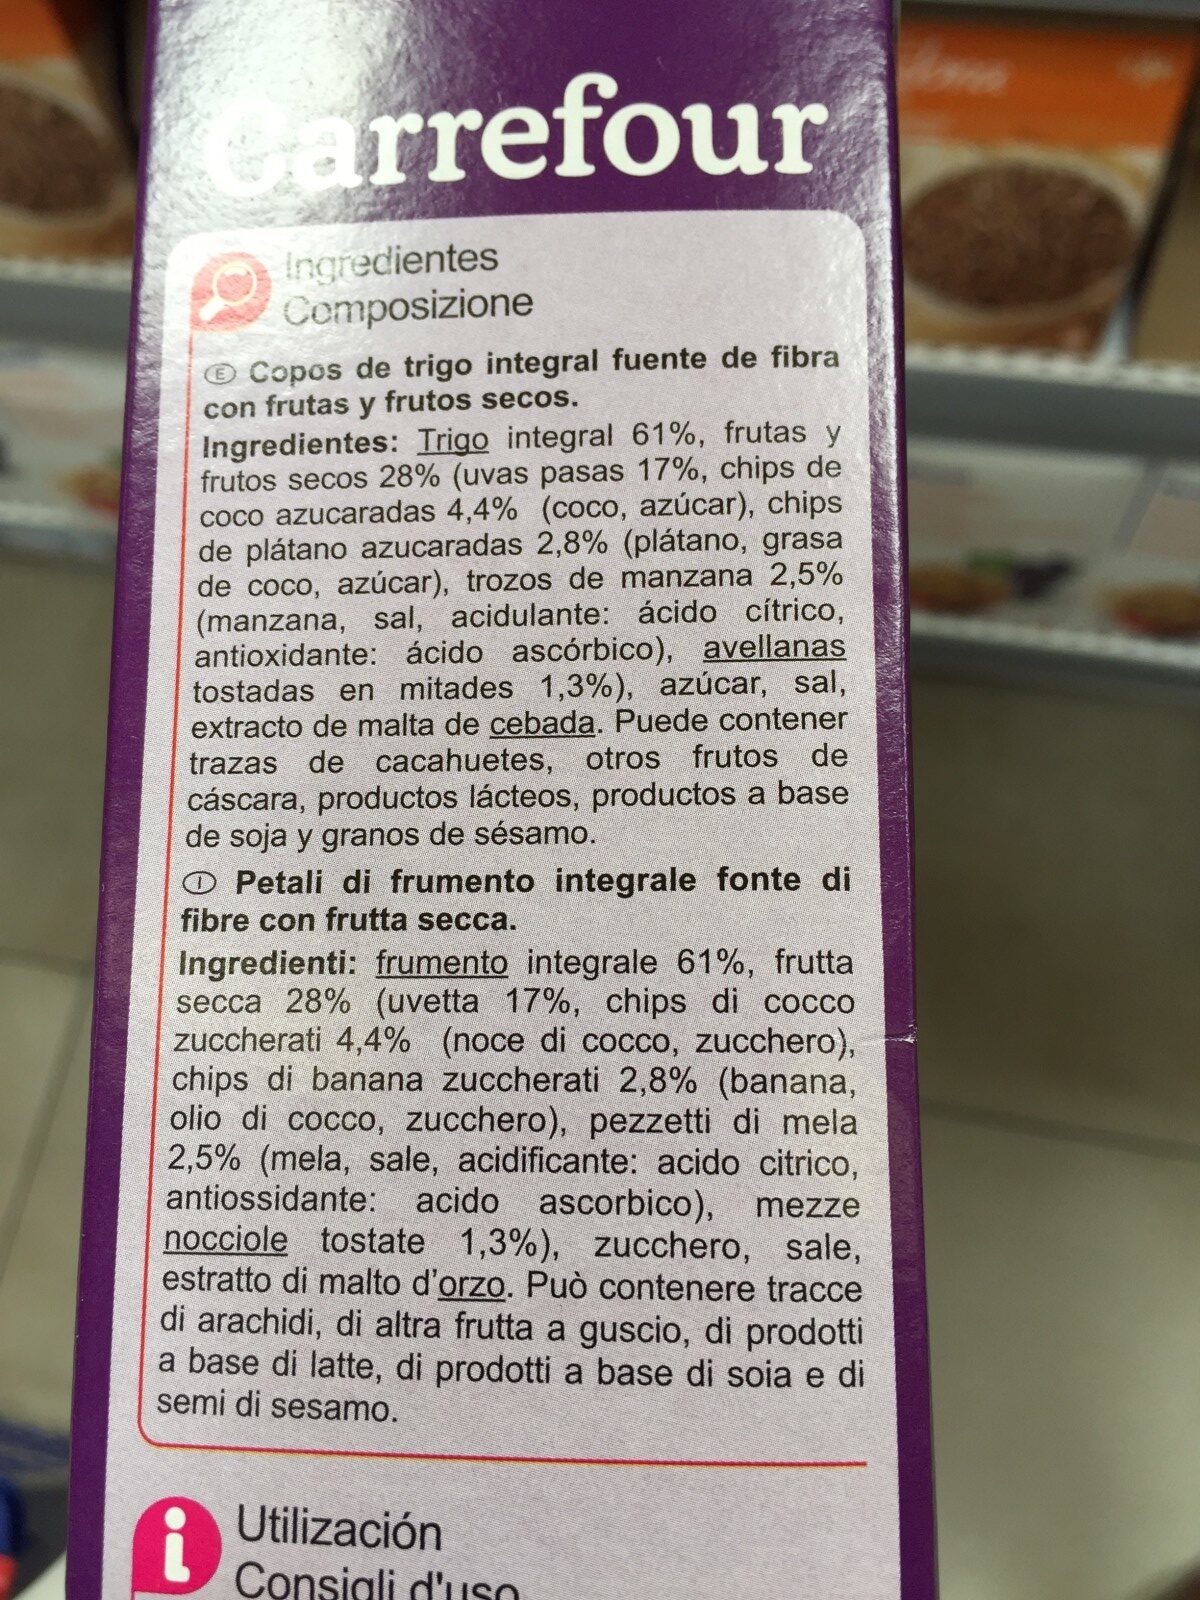 Carrefour
Ingredientes
Composizione
Ⓔ Copos de trigo integral fuente de fibra
con frutas y frutos secos.
Ingredientes: Trigo integral 61%, frutas y
frutos secos 28% (uvas pasas 17%, chips de
coco azucaradas 4,4% (coco, azúcar), chips
de plátano azucaradas 2,8% (plátano, grasa
de coco, azúcar), trozos de manzana 2,5%
(manzana, sal, acidulante: ácido cítrico,
antioxidante: ácido ascórbico), avellanas
tostadas en mitades 1,3%), azúcar, sal,
extracto de malta de cebada. Puede contener
trazas de cacahuetes, otros frutos de
cáscara, productos lácteos, productos a base
de soja y granos de sésamo.
Ⓘ Petali di frumento integrale fonte di
fibre con frutta secca.
Ingredienti: frumento integrale 61%, frutta
secca 28% (uvetta 17%, chips di cocco
zuccherati 4,4% (noce di cocco, zucchero),
chips di banana zuccherati 2,8% (banana,
olio di cocco, zucchero), pezzetti di mela
2,5% (mela, sale, acidificante: acido citrico,
antiossidante: acido ascorbico), mezze
nocciole tostate 1,3%), zucchero, sale,
estratto di malto d'orzo. Può contenere tracce
di arachidi, di altra frutta a guscio, di prodotti
a base di latte, di prodotti a base di soia e di
semi di sesamo.
i Utilización
Consigli d'uso